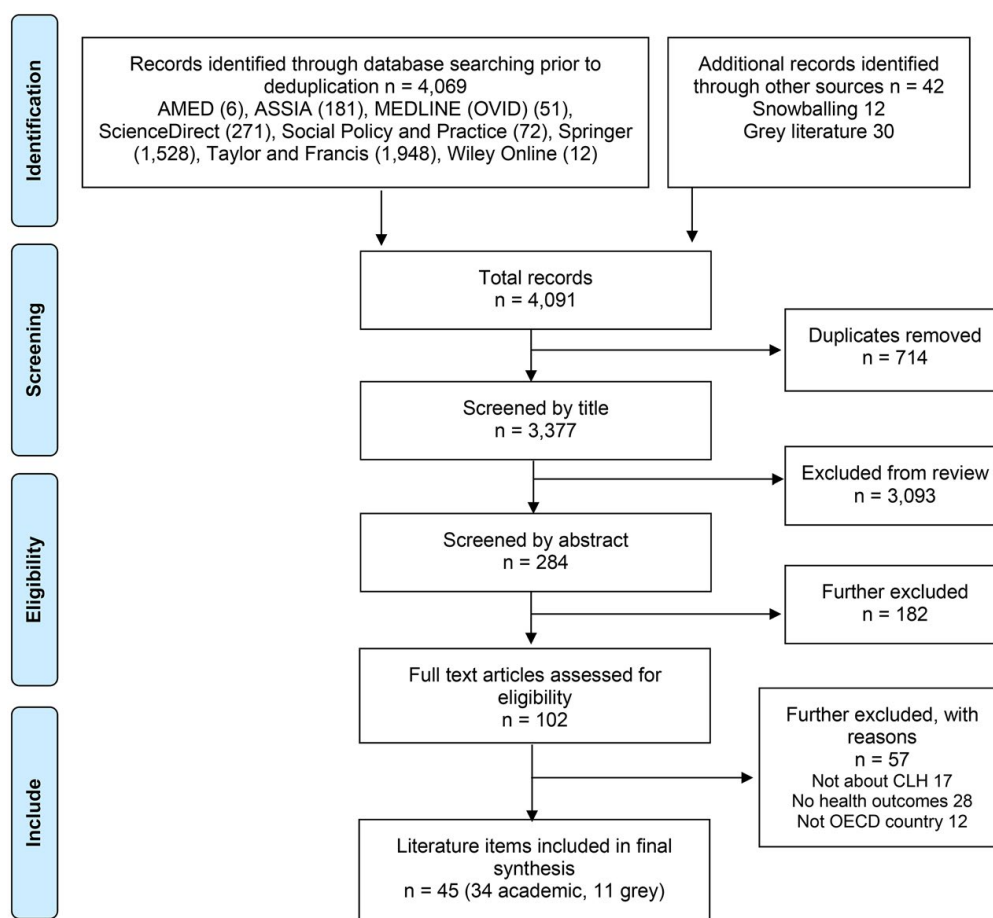 Identification
Records identified through database searching prior to
deduplication n = 4,069
AMED (6), ASSIA (181), MEDLINE (OVID) (51),
ScienceDirect (271), Social Policy and Practice (72), Springer
(1,528), Taylor and Francis (1,948), Wiley Online (12)
Additional records identified
through other sources n = 42
Snowballing 12
Grey literature 30
Screening
Total records
n = 4,091
Duplicates removed
n = 714
Screened by title
n = 3,377
Excluded from review
n = 3,093
Eligibility
Screened by abstract
n = 284
Further excluded
n = 182
Full text articles assessed for
eligibility
n = 102
Include
Further excluded, with
reasons
n = 57
Not about CLH 17
No health outcomes 28
Not OECD country 12
Literature items included in final
synthesis
n = 45 (34 academic, 11 grey)